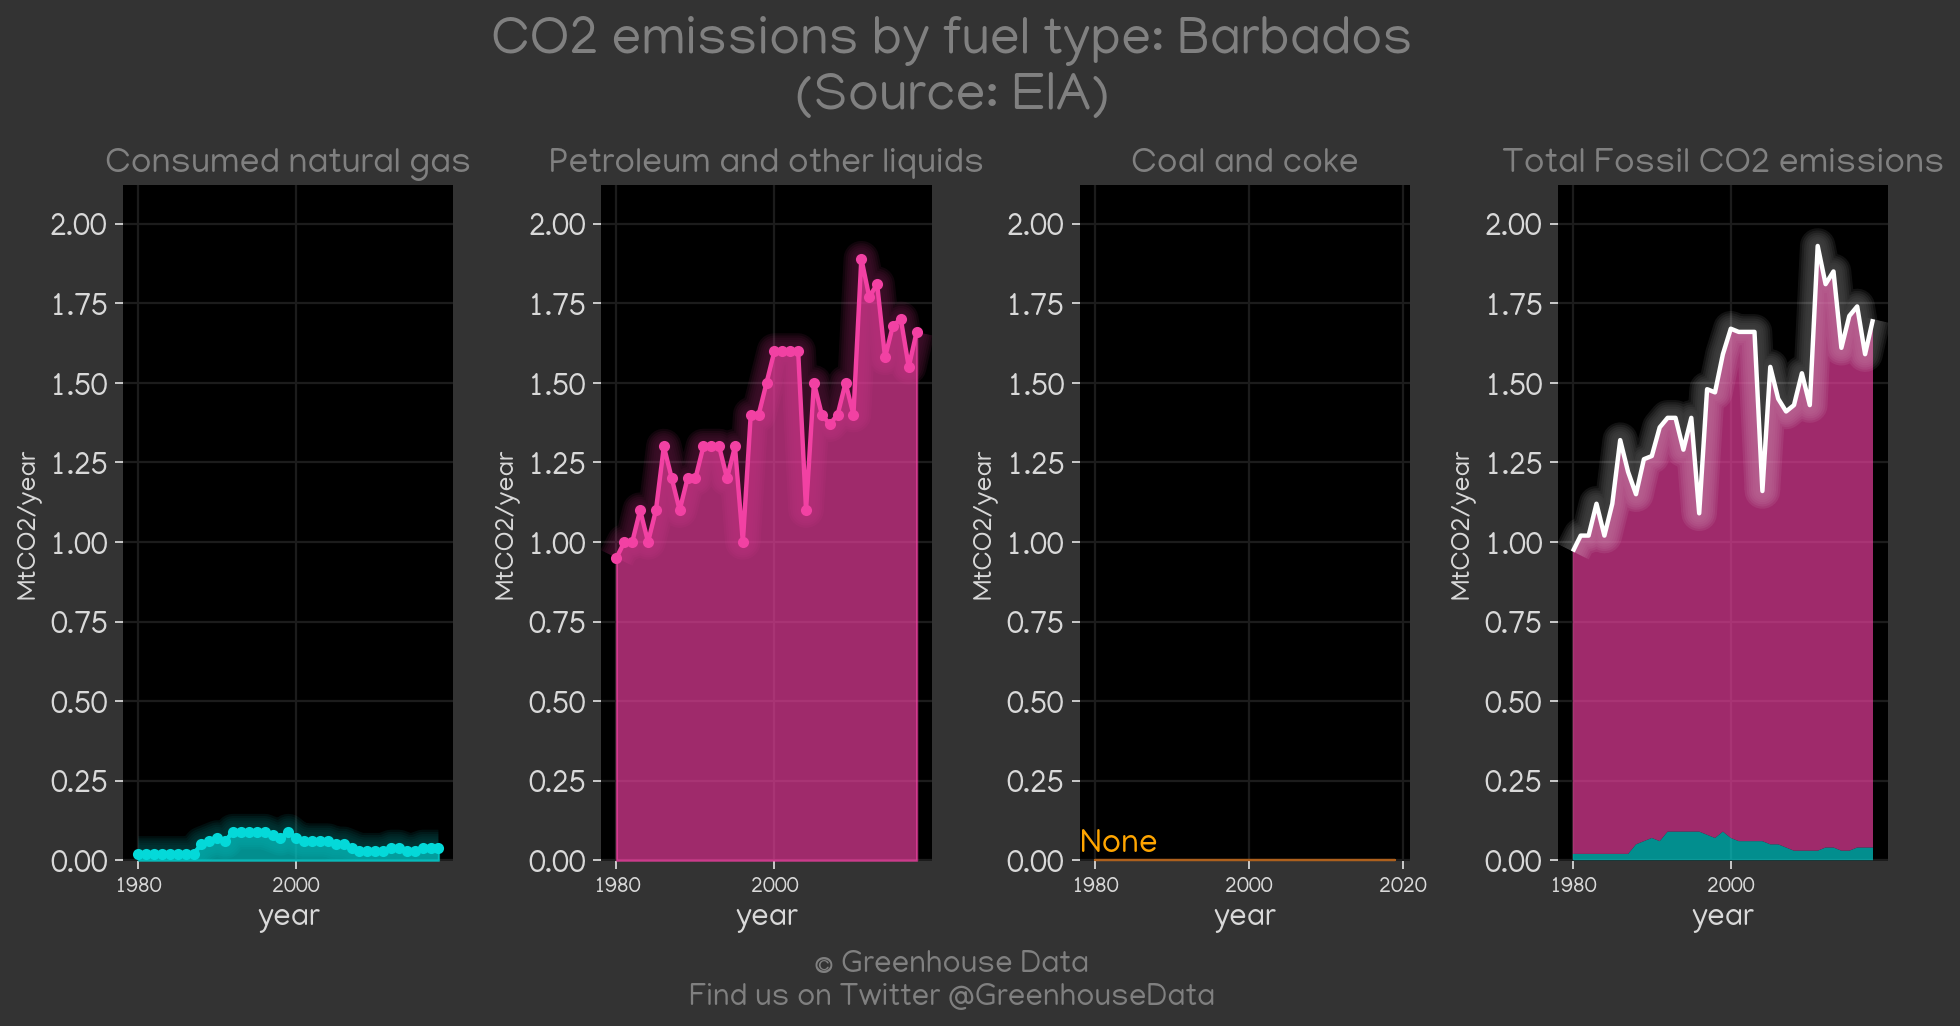 CO2 emissions by fuel type: Barbados
(Source: EIA)
Consumed natural gas
Petroleum and other liquids
Coal and coke
Total Fossil CO2 emissions
2.00
1.75
1.50
1.25
1.00
0.75
0.50
0.25
0.00
MtCO2/year
1980
2000
year
2.00
1.75
1.50
1.25
1.00
0.75
0.50
0.25
0.00
MtCO2/year
1980
2000
year
2.00
1.75
1.50
1.25
1.00
0.75
0.50
0.25
0.00
MtCO2/year
None
1980
2000
2020
year
2.00
1.75
1.50
1.25
1.00
0.75
0.50
0.25
0.00
MtCO2/year
1980
2000
year
© Greenhouse Data
Find us on Twitter @GreenhouseData